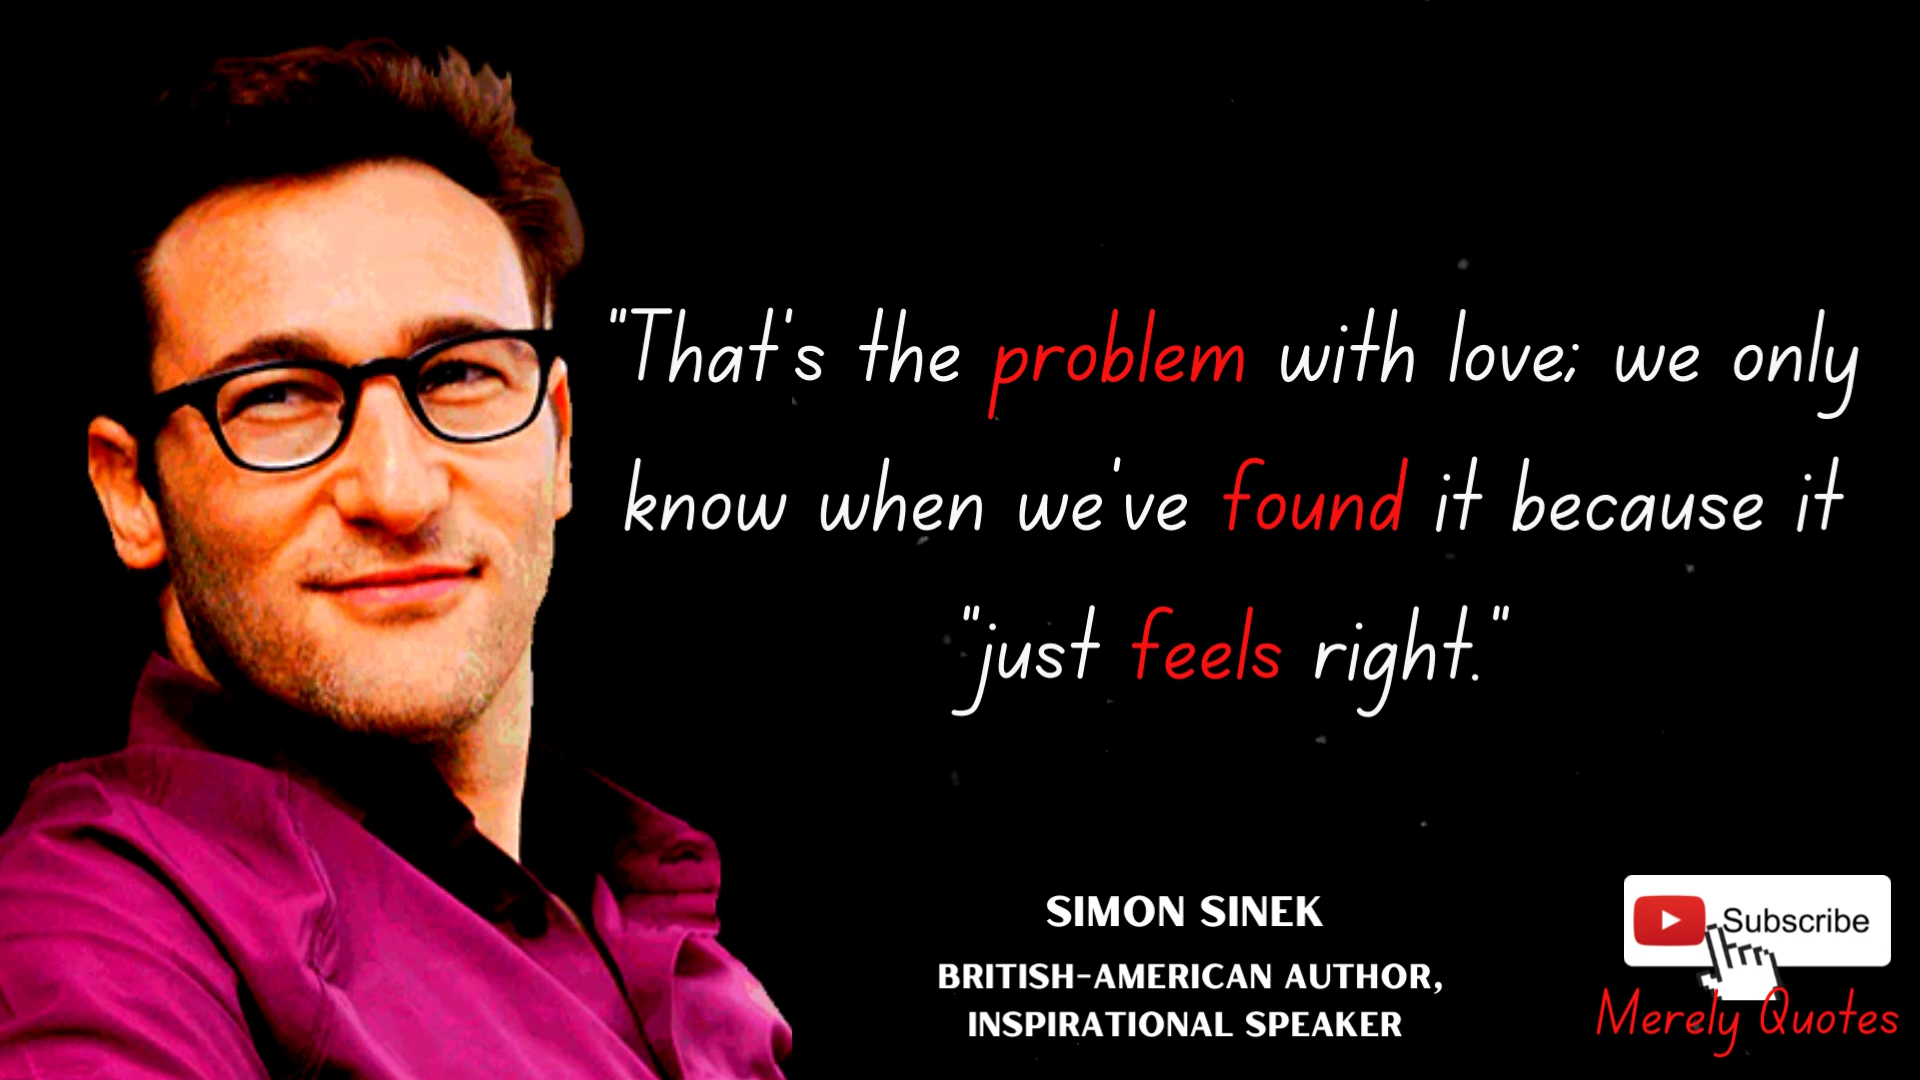 "That's the problem with love; we only
know when we've found it because it
"just feels right."
SIMON SINEK
BRITISH-AMERICAN AUTHOR,
INSPIRATIONAL SPEAKER
Subscribe
Merely Quotes